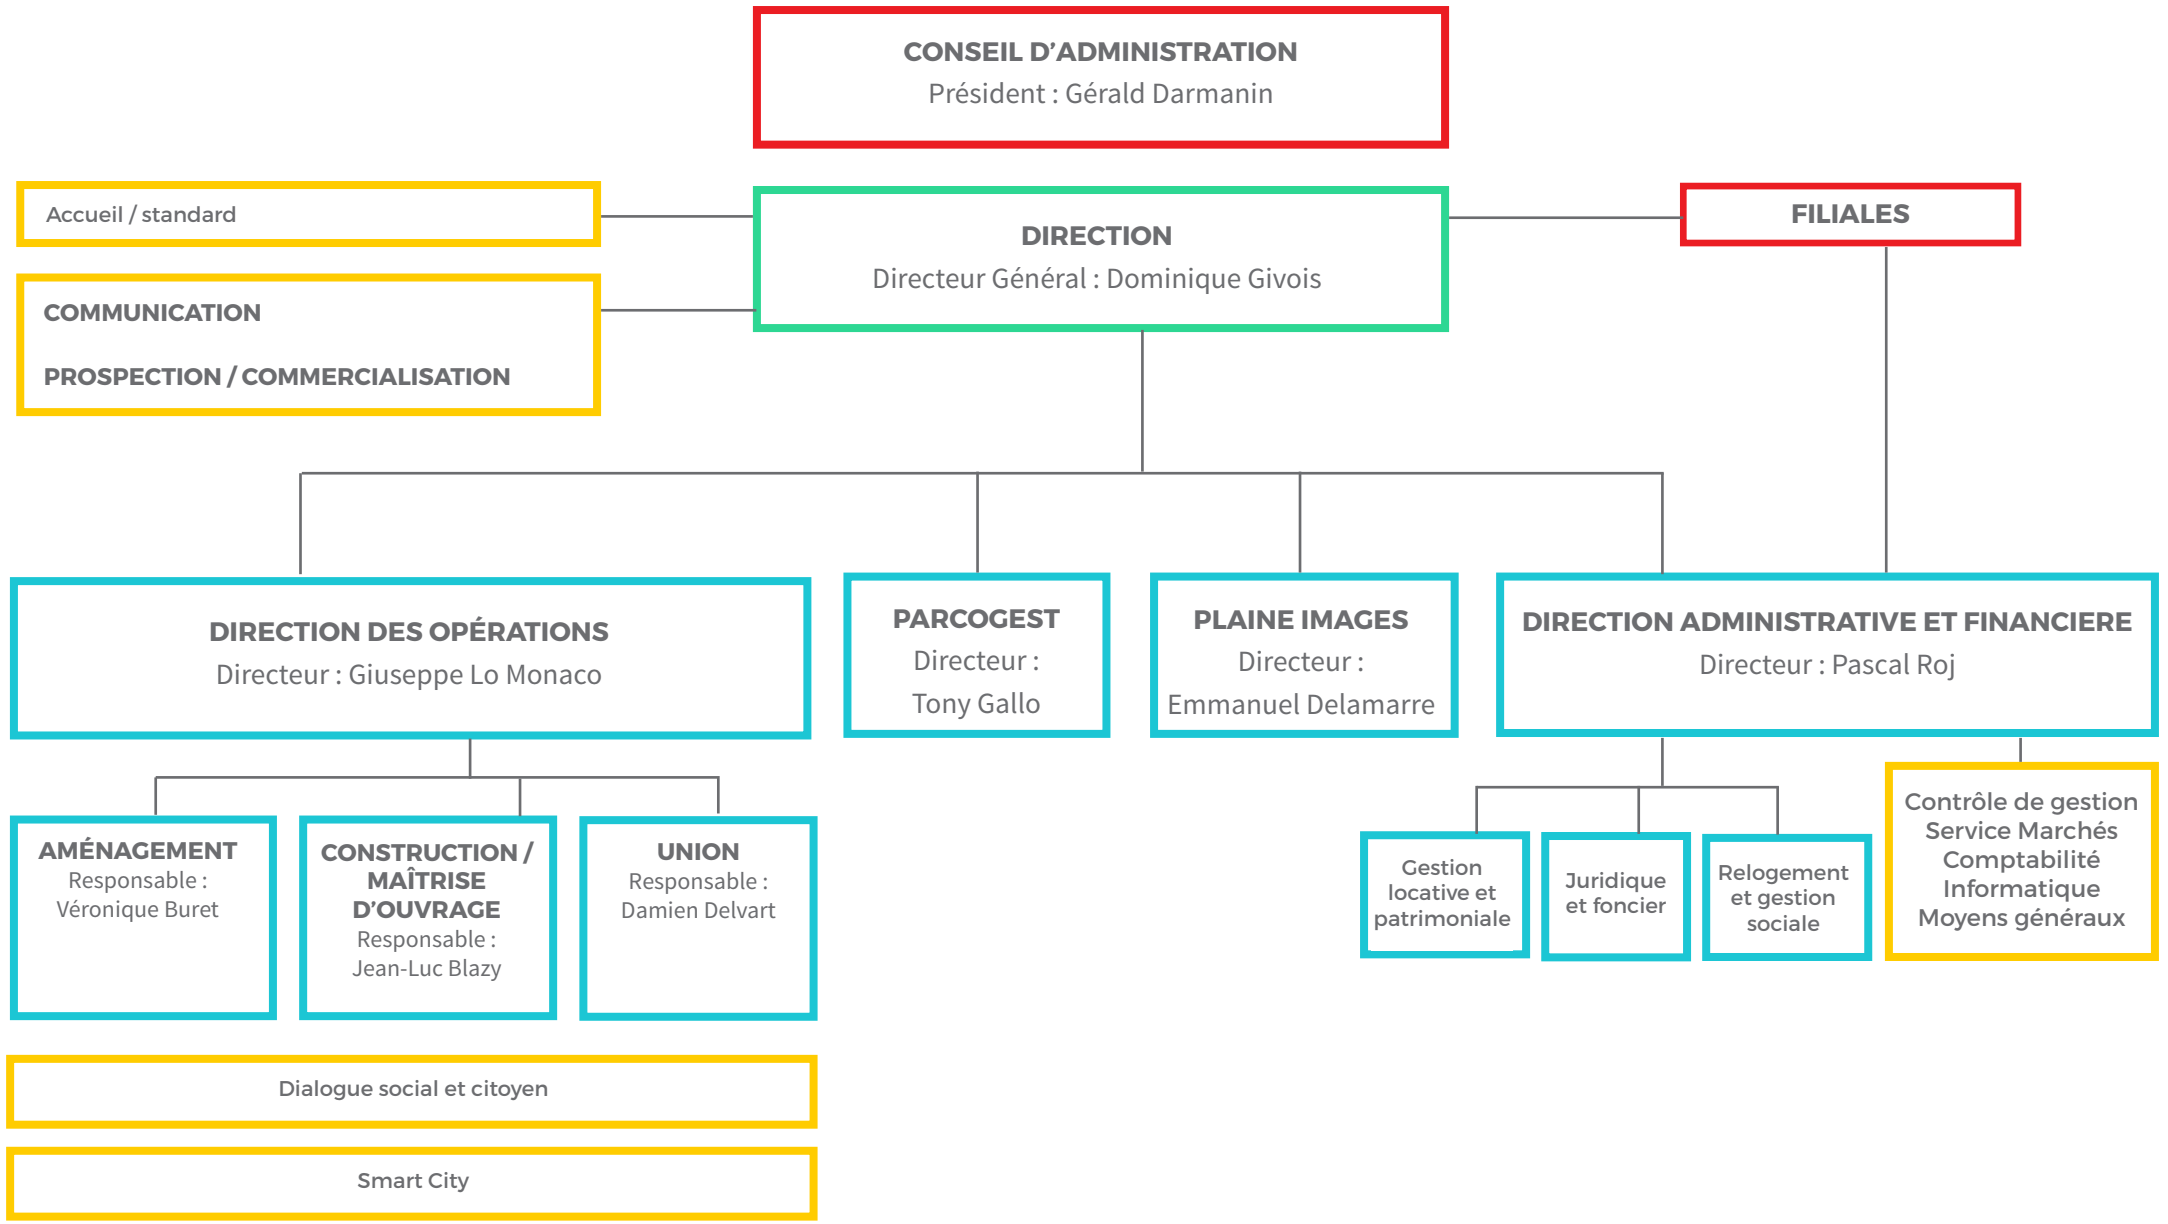 CONSEIL D’ADMINISTRATION
Président : Gérald Darmanin
Accueil / standard
DIRECTION
Directeur Général : Dominique Givois
FILIALES
COMMUNICATION
PROSPECTION / COMMERCIALISATION
DIRECTION DES OPÉRATIONS
Directeur : Giuseppe Lo Monaco
PARCOGEST
Directeur :
Tony Gallo
PLAINE IMAGES
Directeur :
Emmanuel Delamarre
DIRECTION ADMINISTRATIVE ET FINANCIERE
Directeur : Pascal Roj
AMÉNAGEMENT
Responsable :
Véronique Buret
CONSTRUCTION /
MAÎTRISE
D’OUVRAGE
Responsable :
Jean-Luc Blazy
UNION
Responsable :
Damien Delvart
Gestion
locative et
patrimoniale
Juridique
et foncier
Relogement
et gestion
sociale
Contrôle de gestion
Service Marchés
Comptabilité
Informatique
Moyens généraux
Dialogue social et citoyen
Smart City